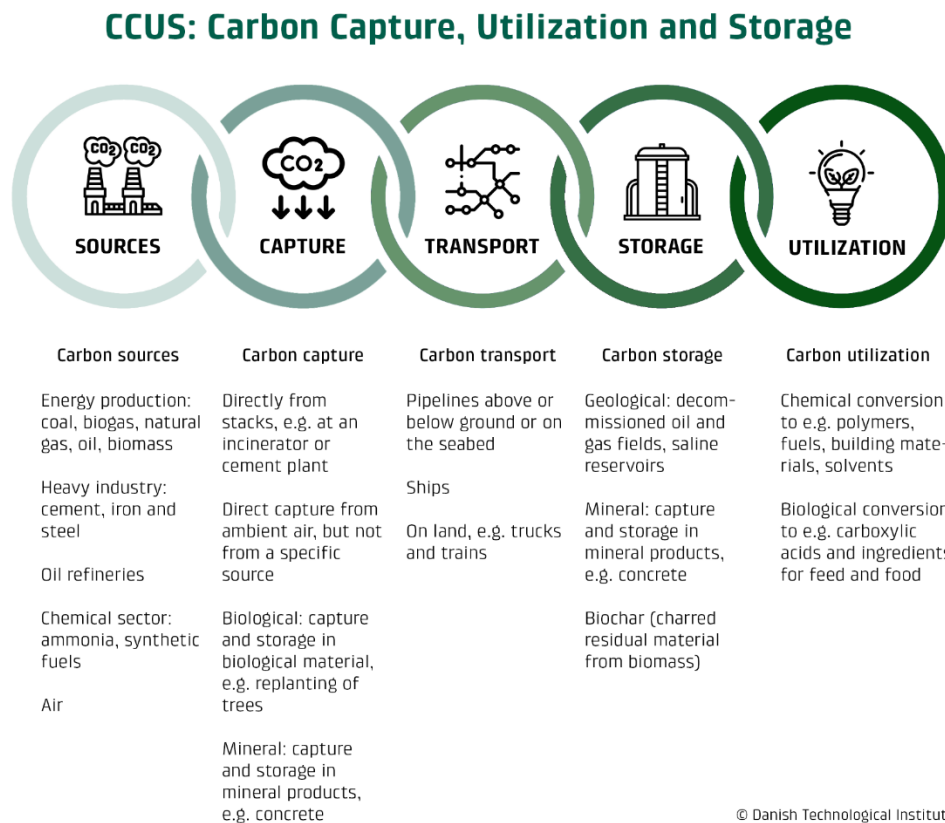 CCUS: Carbon Capture, Utilization and Storage
CO2 CO2
SOURCES
CO2
CAPTURE
TRANSPORT
STORAGE
UTILIZATION
Carbon sources
Energy production:
coal, biogas, natural
gas, oil, biomass
Heavy industry:
cement, iron and
steel
Oil refineries
Chemical sector:
ammonia, synthetic
fuels
Air
Carbon capture
Directly from
stacks, e.g. at an
incinerator or
cement plant
Direct capture from
ambient air, but not
from a specific
source
Biological: capture
and storage in
biological material,
e.g. replanting of
trees
Mineral: capture
and storage in
mineral products,
e.g. concrete
Carbon transport
Pipelines above or
below ground or on
the seabed
Ships
On land, e.g. trucks
and trains
Carbon storage
Geological: decom-
missioned oil and
gas fields, saline
reservoirs
Mineral: capture
and storage in
mineral products,
e.g. concrete
Biochar (charred
residual material
from biomass)
Carbon utilization
Chemical conversion
to e.g. polymers,
fuels, building mate-
rials, solvents
Biological conversion
to e.g. carboxylic
acids and ingredients
for feed and food
© Danish Technological Institut